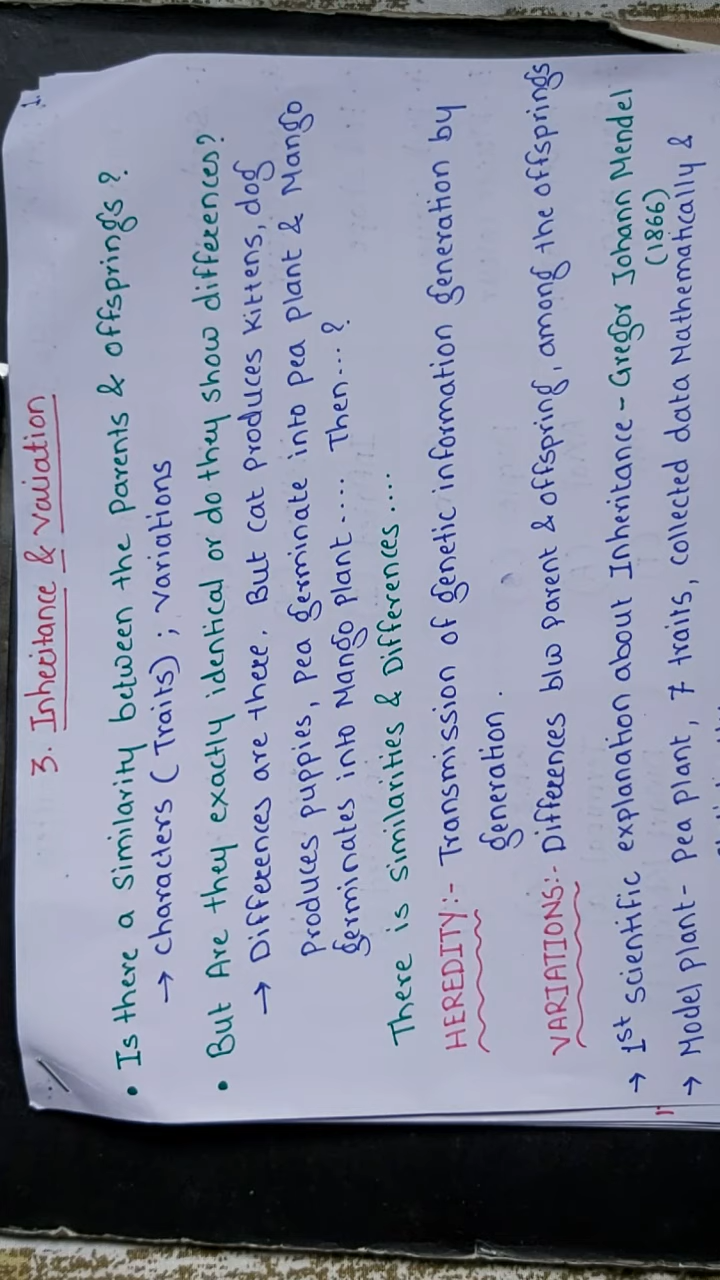 3. Inheritance & variation
• Is there a similarity between the Parents & offsprings?
→ characters (Traits) ; variations
• But Are they exactly identical or do they show differences?
→ Differences are there. But cat produces kittens, dog
produces puppies, pea germinate into pea plant & Mango
germinates into Mango plant.... Then...?
There is similarities & Differences....
HEREDITY:- Transmission of genetic information generation by
generation.
VARIATIONS:- Differences b/w parent & offspring, among the offsprings
→ 1st scientific explanation about Inheritance - Gregor Johann Mendel
(1866)
→ Model plant- Pea plant, 7 traits, collected data Mathematically &